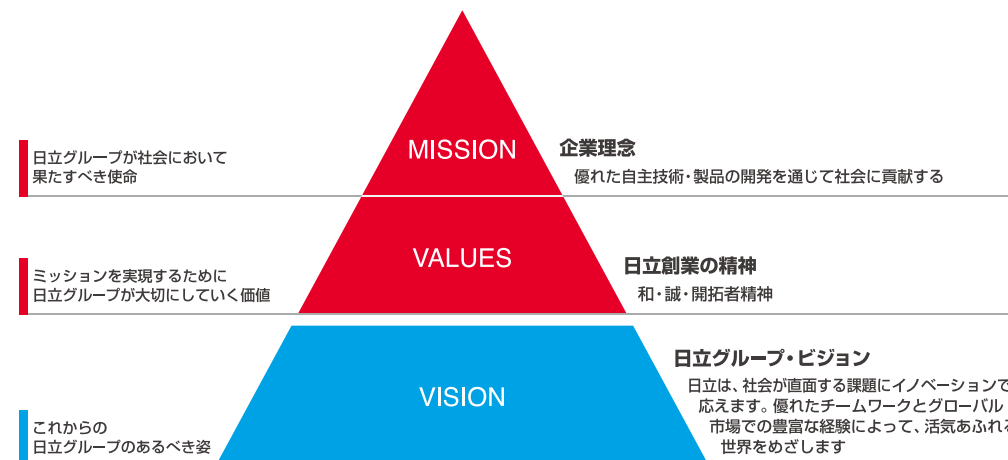 MISSION
日立グループが社会において
果たすべき使命
企業理念
優れた自主技術・製品の開発を通じて社会に貢献する
VALUES
ミッションを実現するために
日立グループが大切にしていく価値
日立創業の精神
和・誠・開拓者精神
VISION
これからの
日立グループのあるべき姿
日立グループ・ビジョン
日立は、社会が直面する課題にイノベーションで
応えます。優れたチームワークとグローバル
市場での豊富な経験によって、活気あふれる
世界をめざします